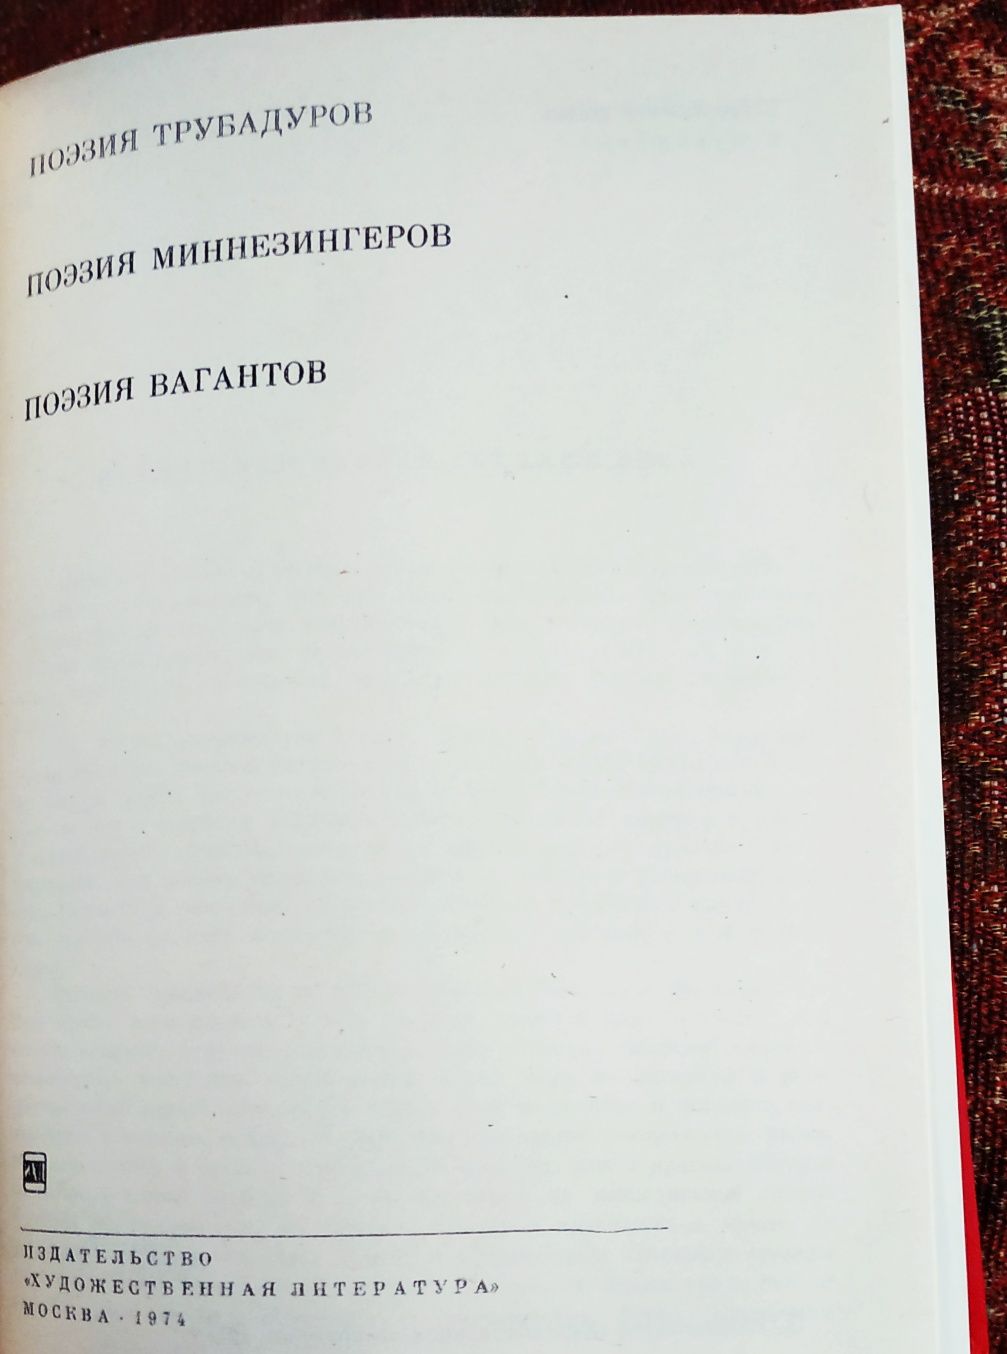 ПОЭЗИЯ ТРУБАДУРОВ
ПОЭЗИЯ МИННЕЗИНГЕРОВ
ПОЭЗИЯ ВАГАНТОВ
ИЗДАТЕЛЬСТВО
«ХУДОЖЕСТВЕННАЯ ЛИТЕРАТУРА»
МОСКВА · 1974